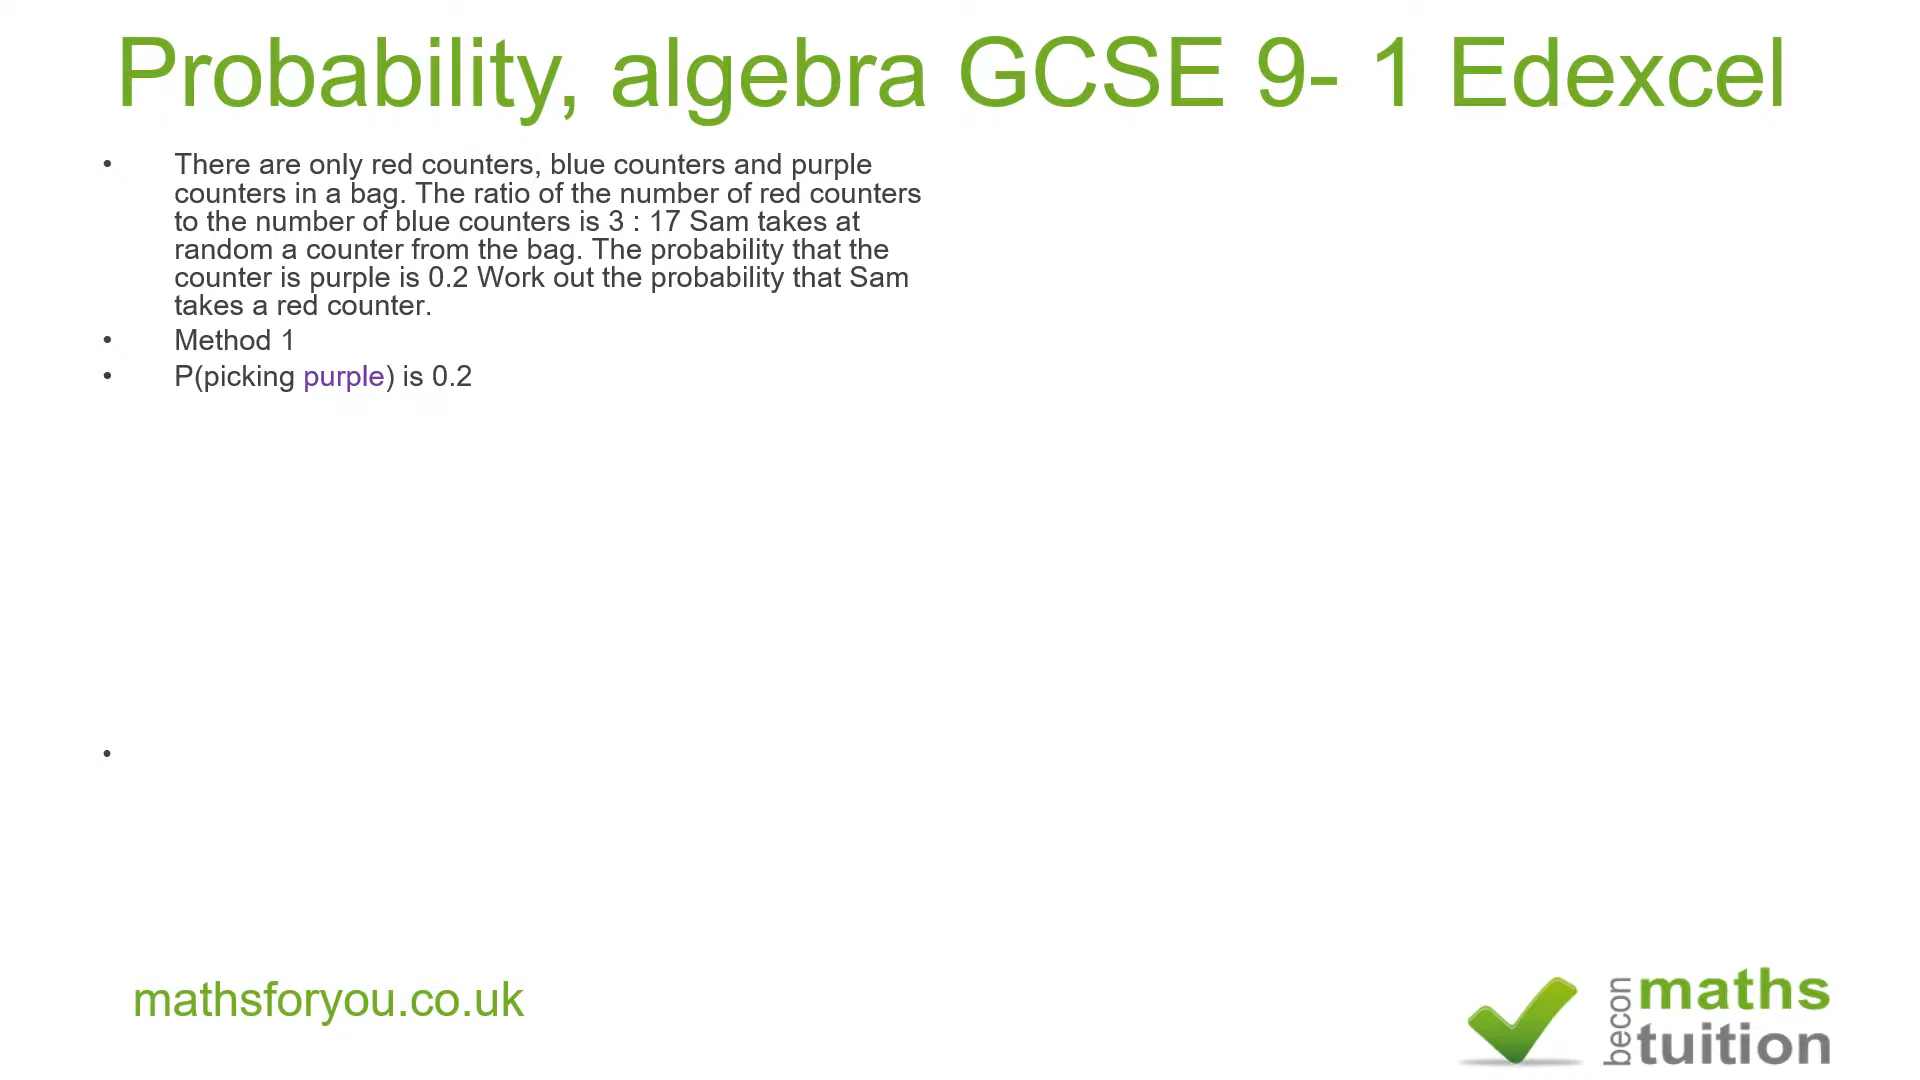 Probability, algebra GCSE 9- 1 Edexcel
• There are only red counters, blue counters and purple
counters in a bag. The ratio of the number of red counters
to the number of blue counters is 3 : 17 Sam takes at
random a counter from the bag. The probability that the
counter is purple is 0.2 Work out the probability that Sam
takes a red counter.
• Method 1
• P(picking purple) is 0.2
•
mathsforyou.co.uk
becon
maths
tuition